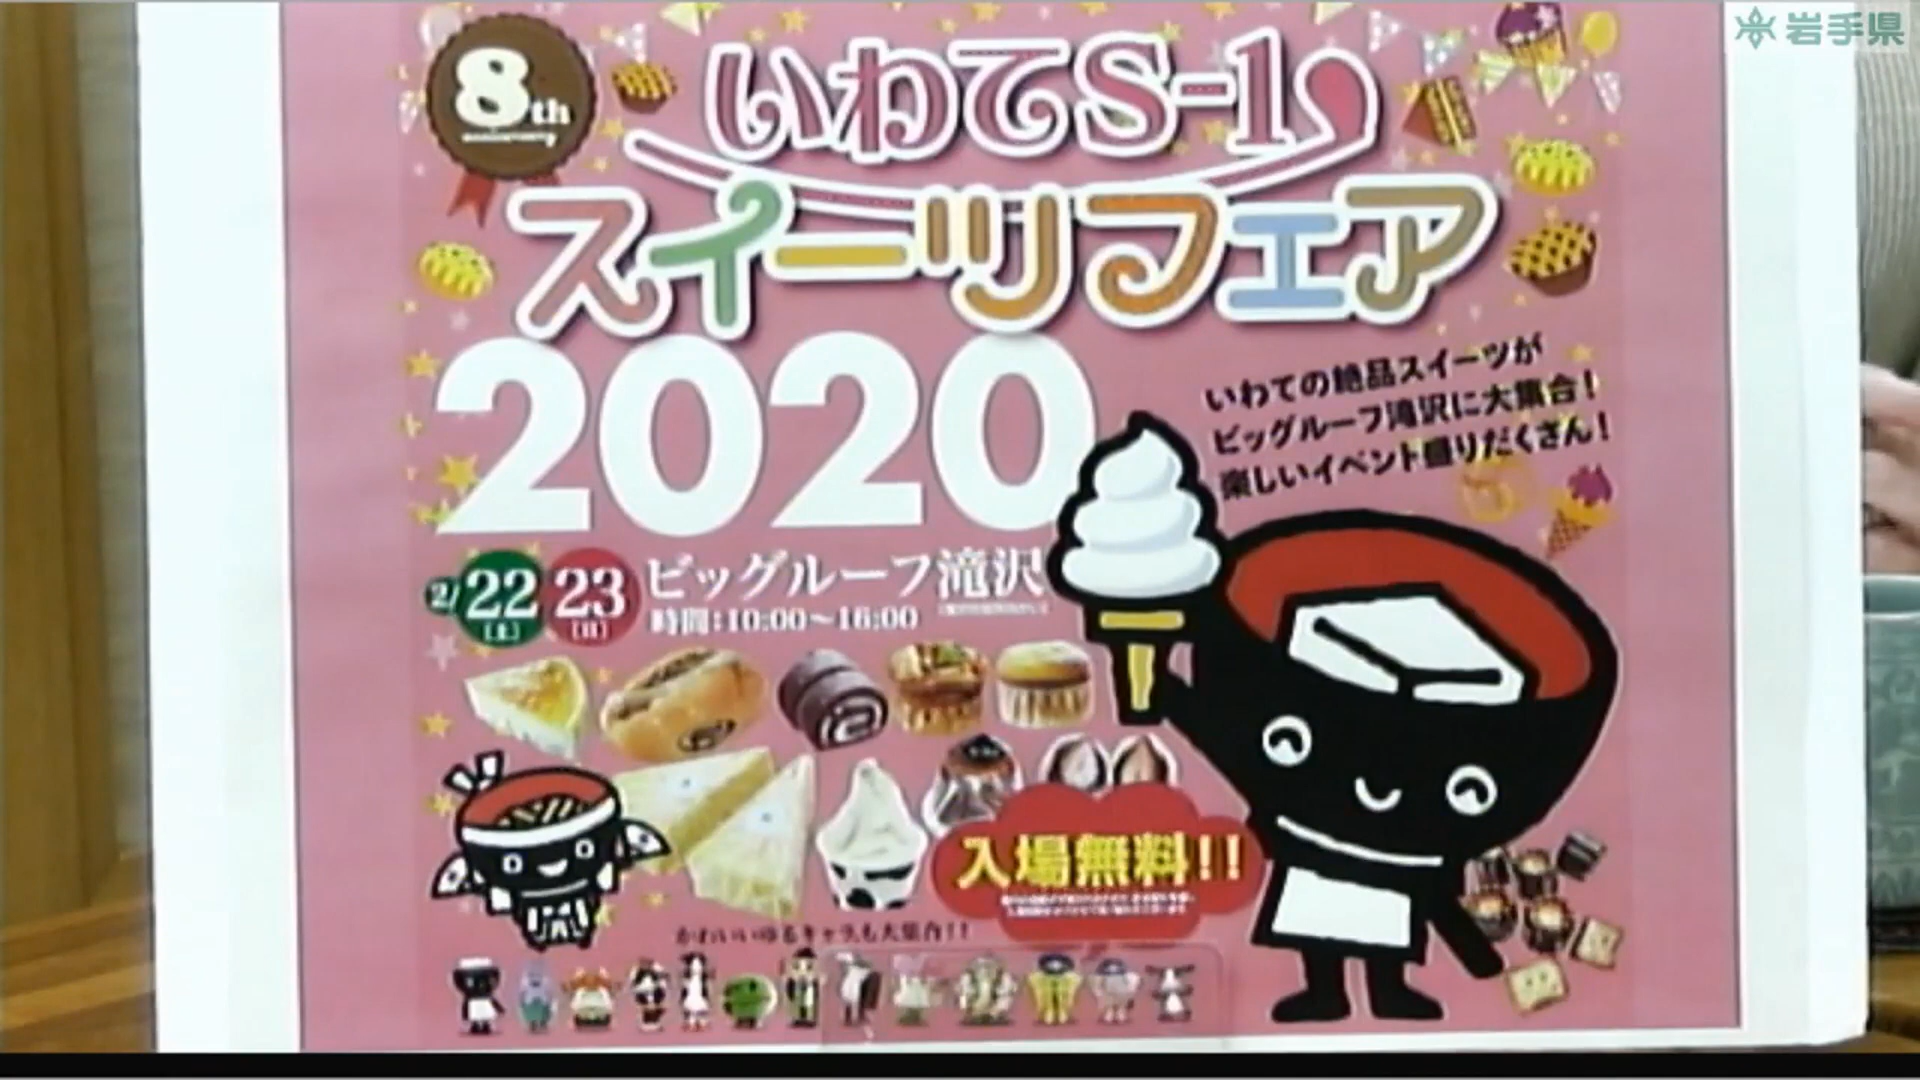 岩手県
8th
anniversary
いわてS-1
スイーツフェア
2020
いわての絶品スイーツが
ビッグルーフ滝沢に大集合!
楽しいイベント盛りだくさん!
2/22(土) 23(日) ビッグルーフ滝沢
時間:10:00~16:00
入場無料!!
かわいいゆるキャラも大集合!!